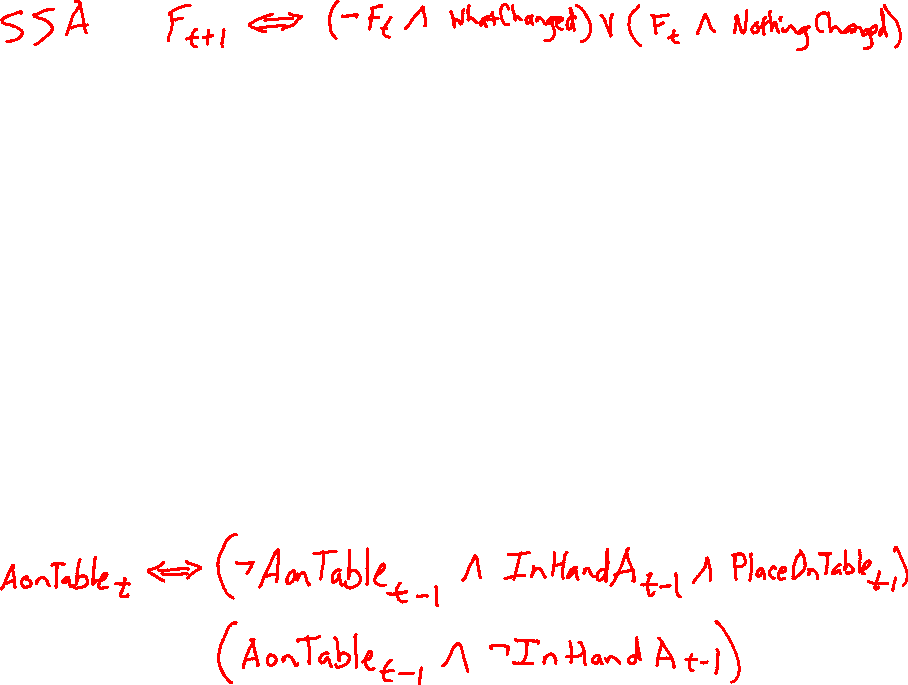 SSA F_{t+1} ⇔ (¬F_t ∧ WhatChanged) ∨ (F_t ∧ NothingChanged)
AonTable_t ⇔ (¬AonTable_{t-1} ∧ InHandA_{t-1} ∧ PlaceOnTable_{t-1})
(AonTable_{t-1} ∧ ¬InHandA_{t-1})